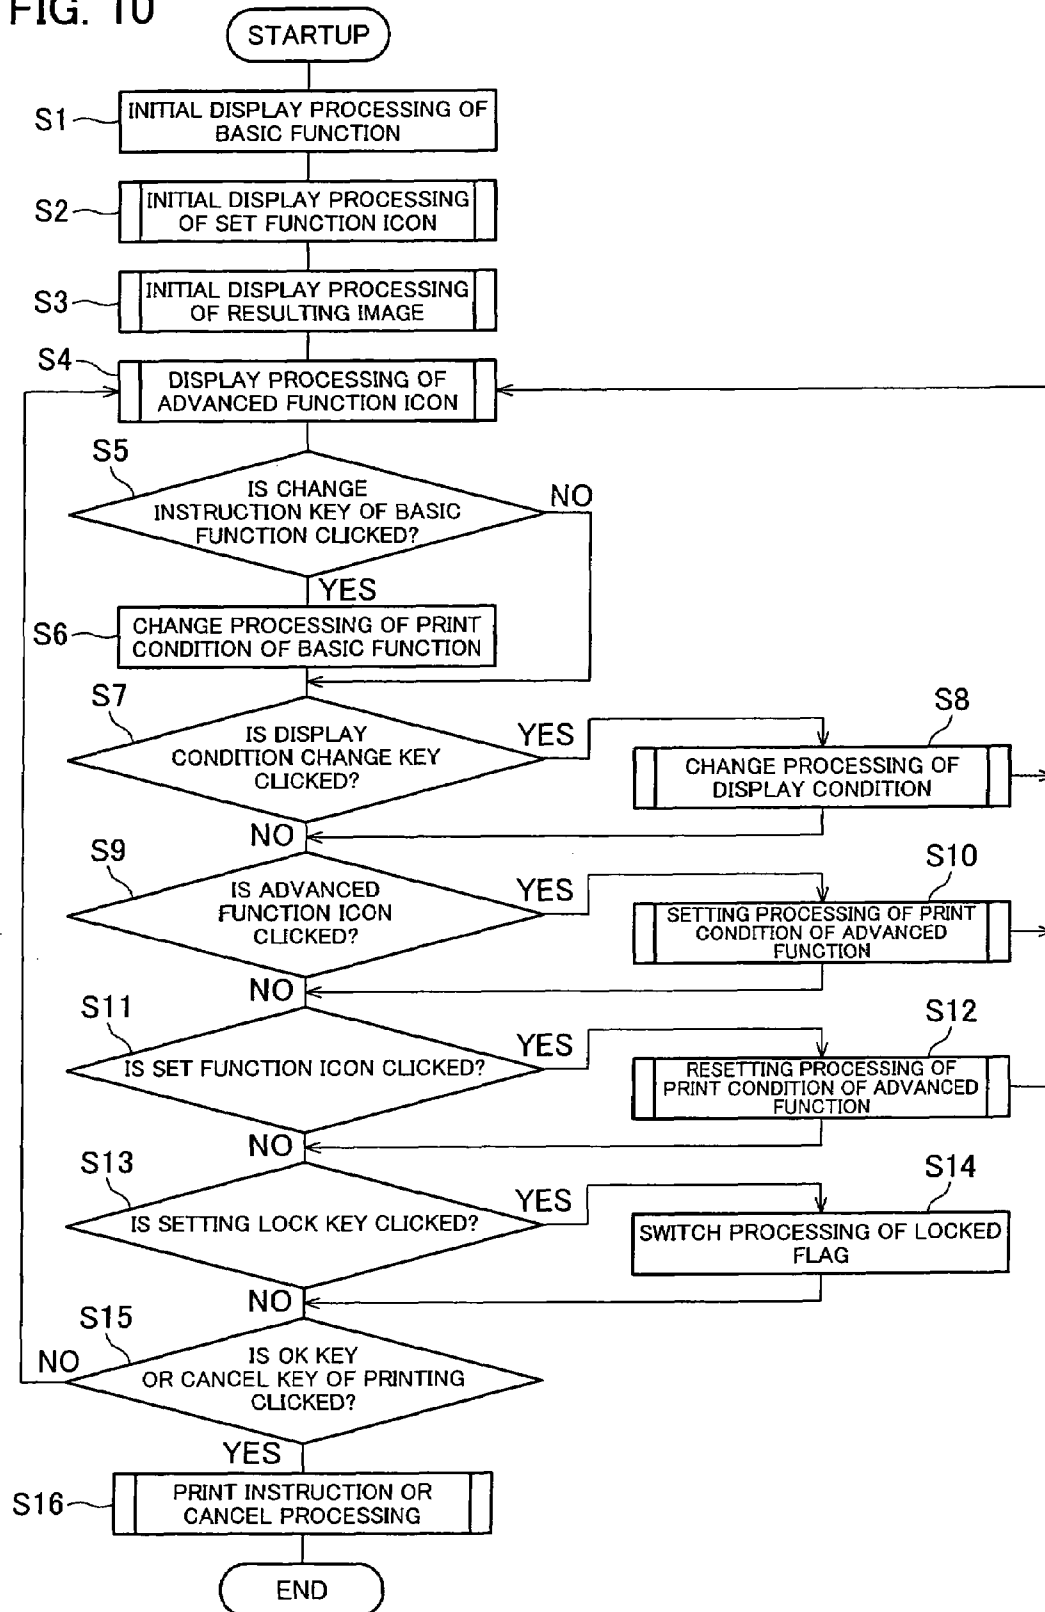 FIG. 10
STARTUP
S1
INITIAL DISPLAY PROCESSING OF
BASIC FUNCTION
S2
INITIAL DISPLAY PROCESSING
OF SET FUNCTION ICON
S3
INITIAL DISPLAY PROCESSING
OF RESULTING IMAGE
S4
DISPLAY PROCESSING OF
ADVANCED FUNCTION ICON
S5
IS CHANGE
INSTRUCTION KEY OF BASIC
FUNCTION CLICKED?
NO
YES
S6
CHANGE PROCESSING OF PRINT
CONDITION OF BASIC FUNCTION
S7
IS DISPLAY
CONDITION CHANGE KEY
CLICKED?
YES
S8
CHANGE PROCESSING OF
DISPLAY CONDITION
NO
S9
IS ADVANCED
FUNCTION ICON
CLICKED?
YES
S10
SETTING PROCESSING OF PRINT
CONDITION OF ADVANCED
FUNCTION
NO
S11
IS SET FUNCTION ICON CLICKED?
YES
S12
RESETTING PROCESSING OF
PRINT CONDITION OF ADVANCED
FUNCTION
NO
S13
IS SETTING LOCK KEY CLICKED?
YES
S14
SWITCH PROCESSING OF LOCKED
FLAG
NO
S15
IS OK KEY
OR CANCEL KEY OF PRINTING
CLICKED?
NO
YES
S16
PRINT INSTRUCTION OR
CANCEL PROCESSING
END